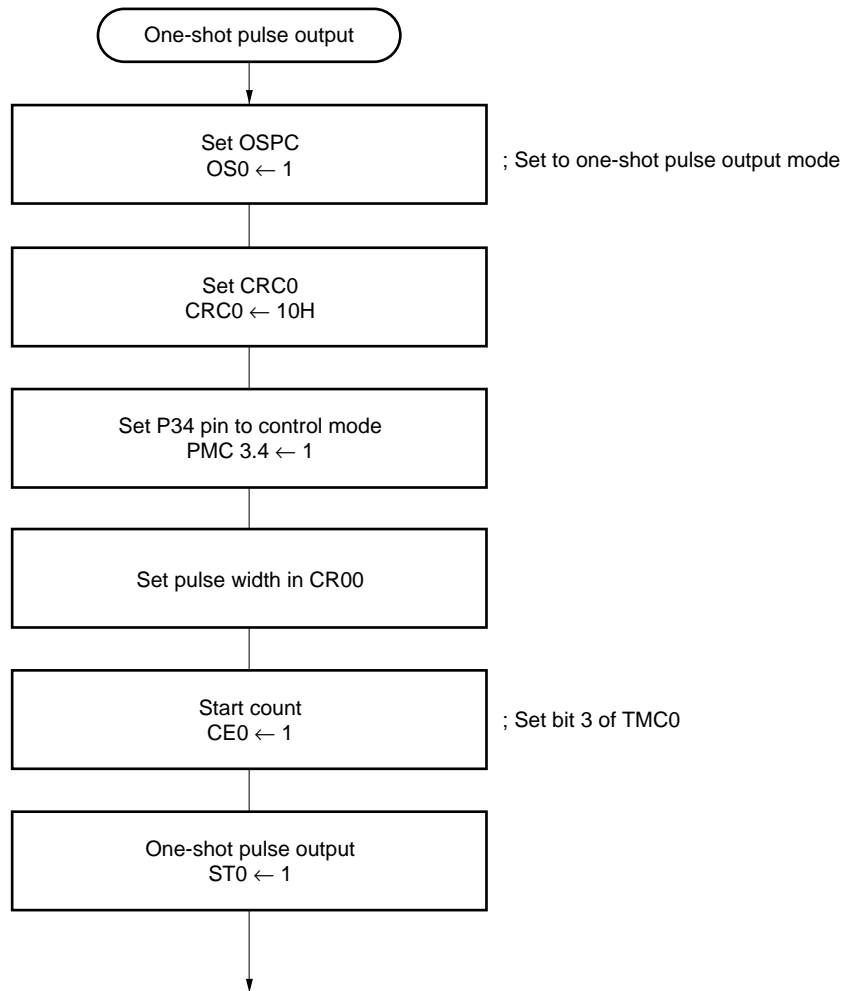 One-shot pulse output
Set OSPC
OS0 ← 1
; Set to one-shot pulse output mode
Set CRC0
CRC0 ← 10H
Set P34 pin to control mode
PMC 3.4 ← 1
Set pulse width in CR00
Start count
CE0 ← 1
; Set bit 3 of TMC0
One-shot pulse output
ST0 ← 1